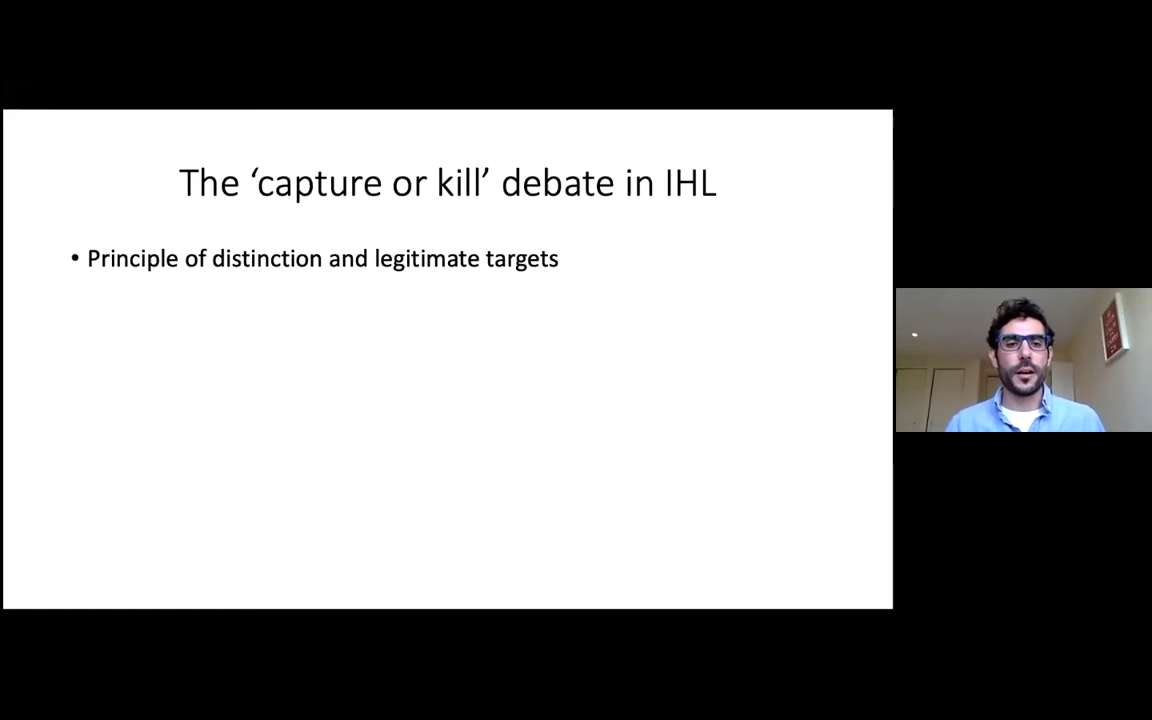 The ‘capture or kill’ debate in IHL
• Principle of distinction and legitimate targets